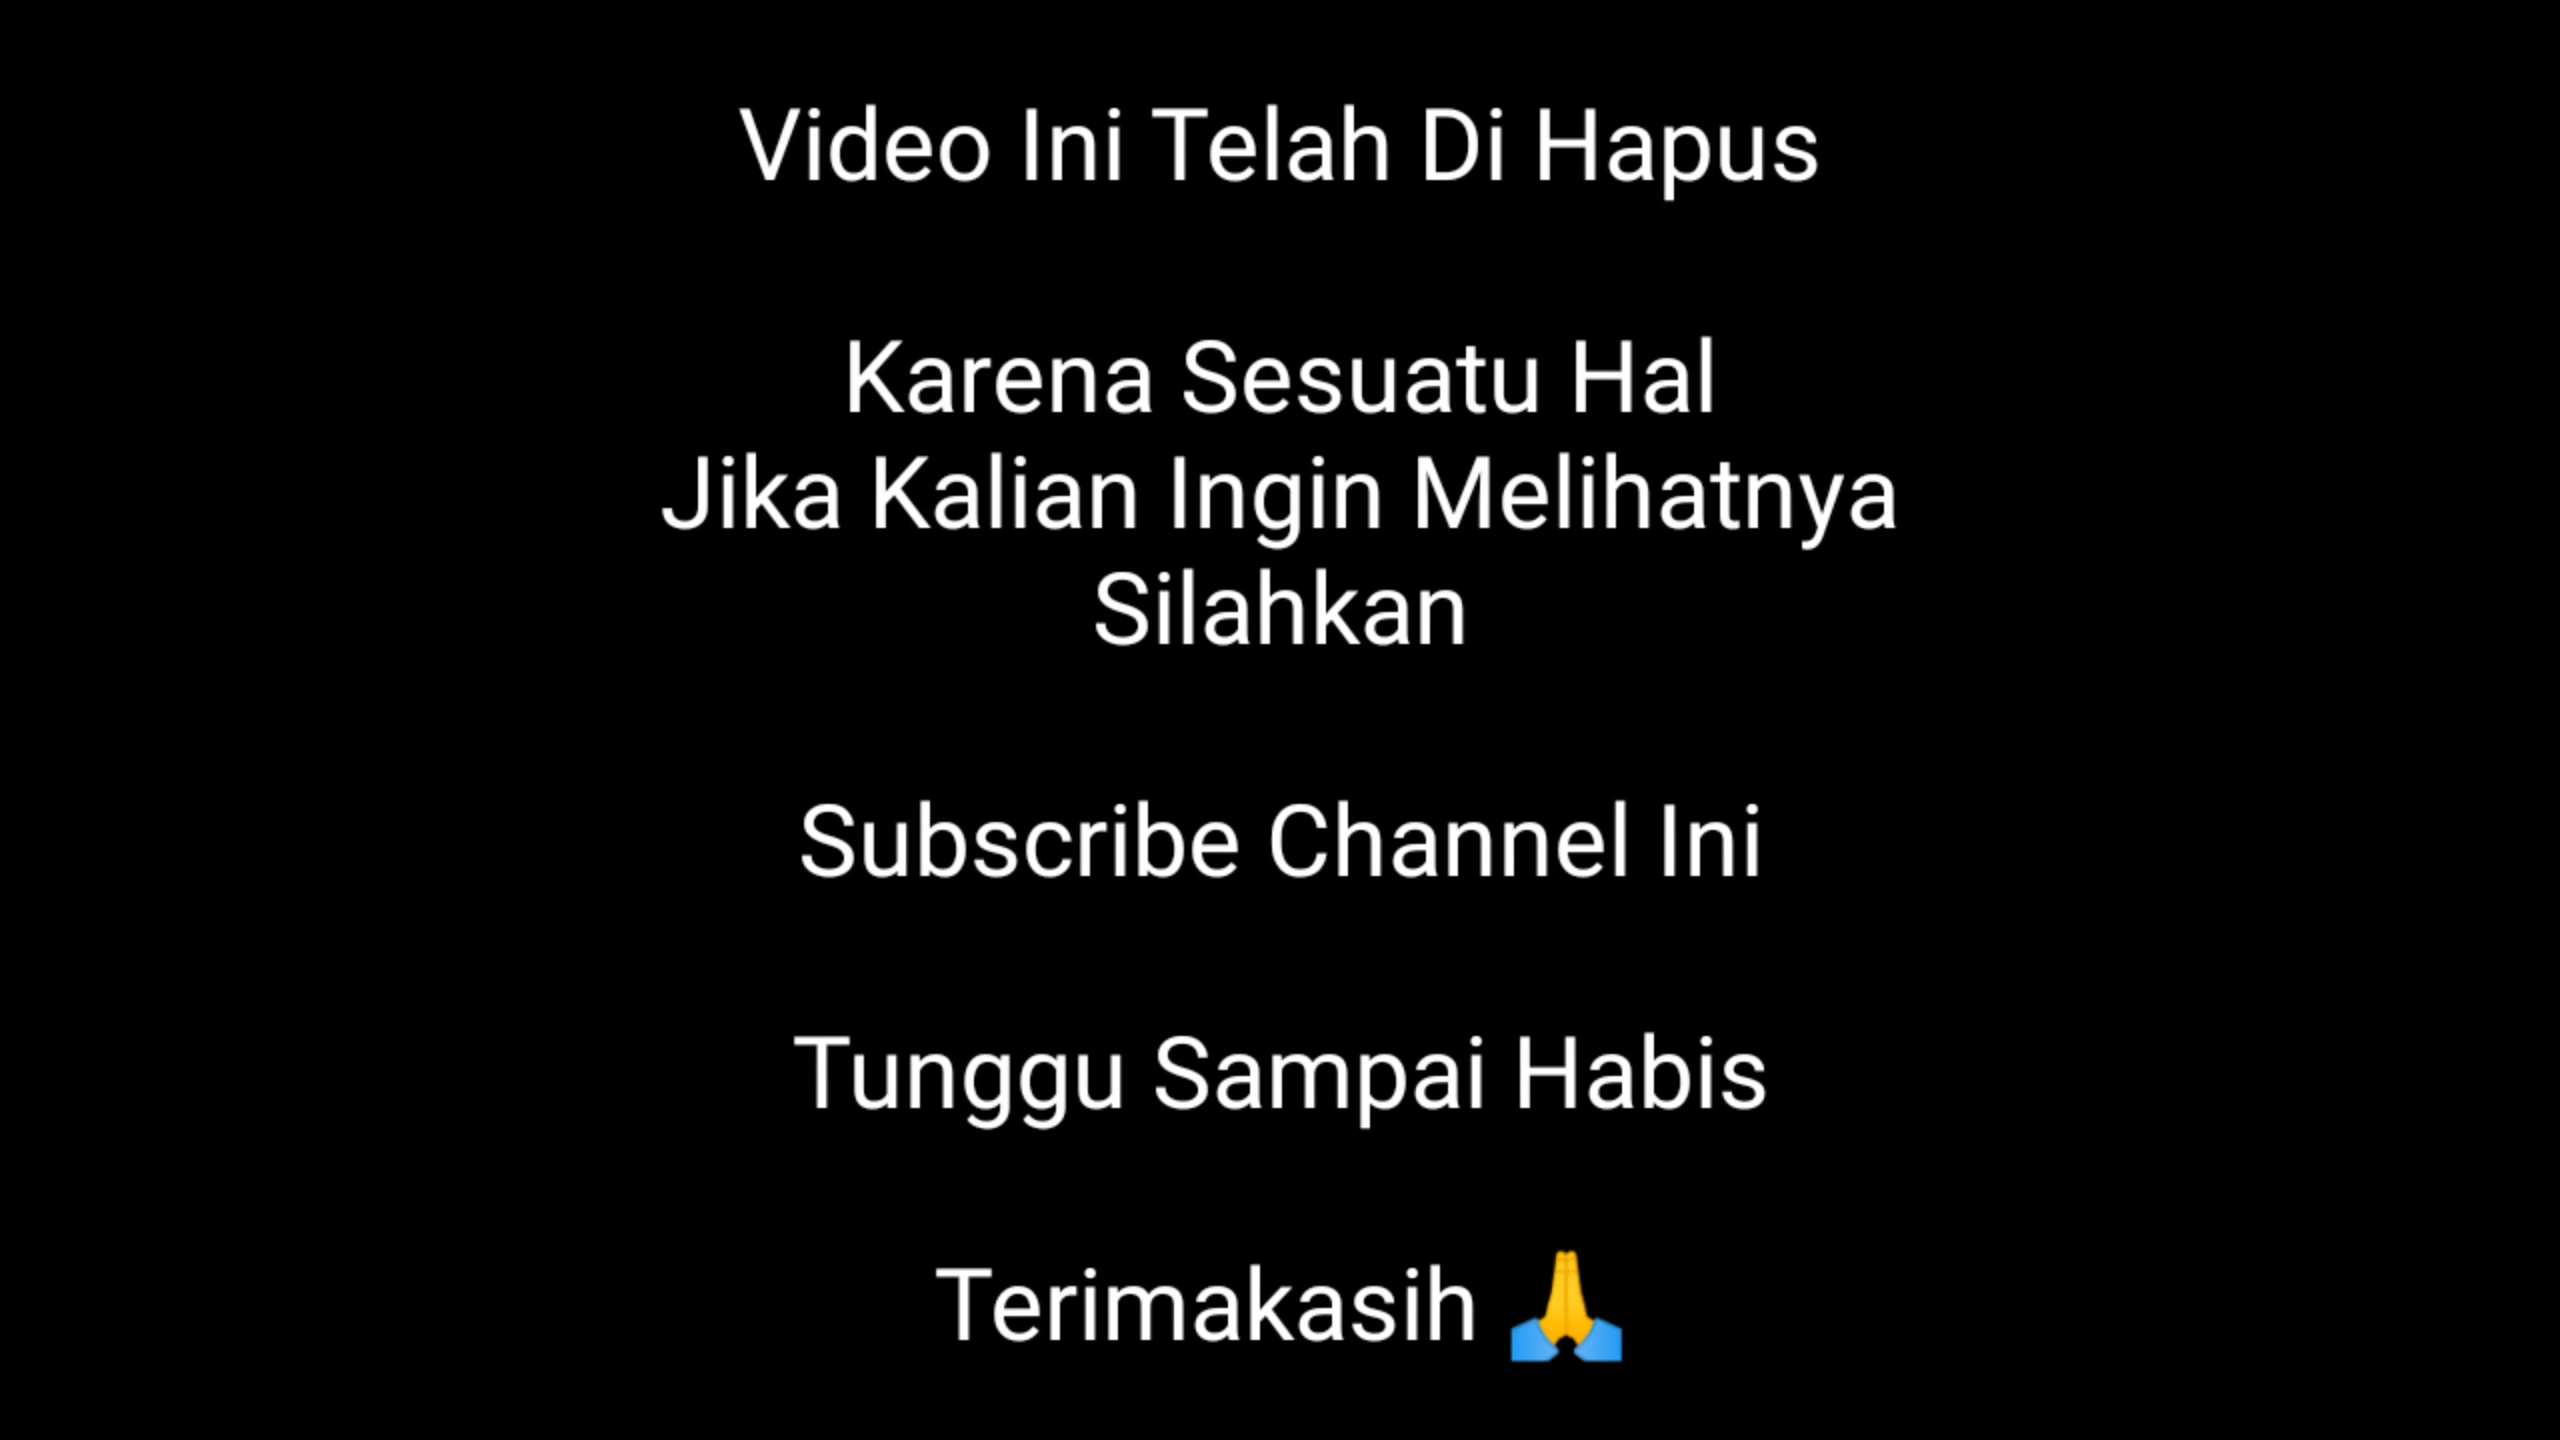 Video Ini Telah Di Hapus
Karena Sesuatu Hal
Jika Kalian Ingin Melihatnya
Silahkan
Subscribe Channel Ini
Tunggu Sampai Habis
Terimakasih 🙏